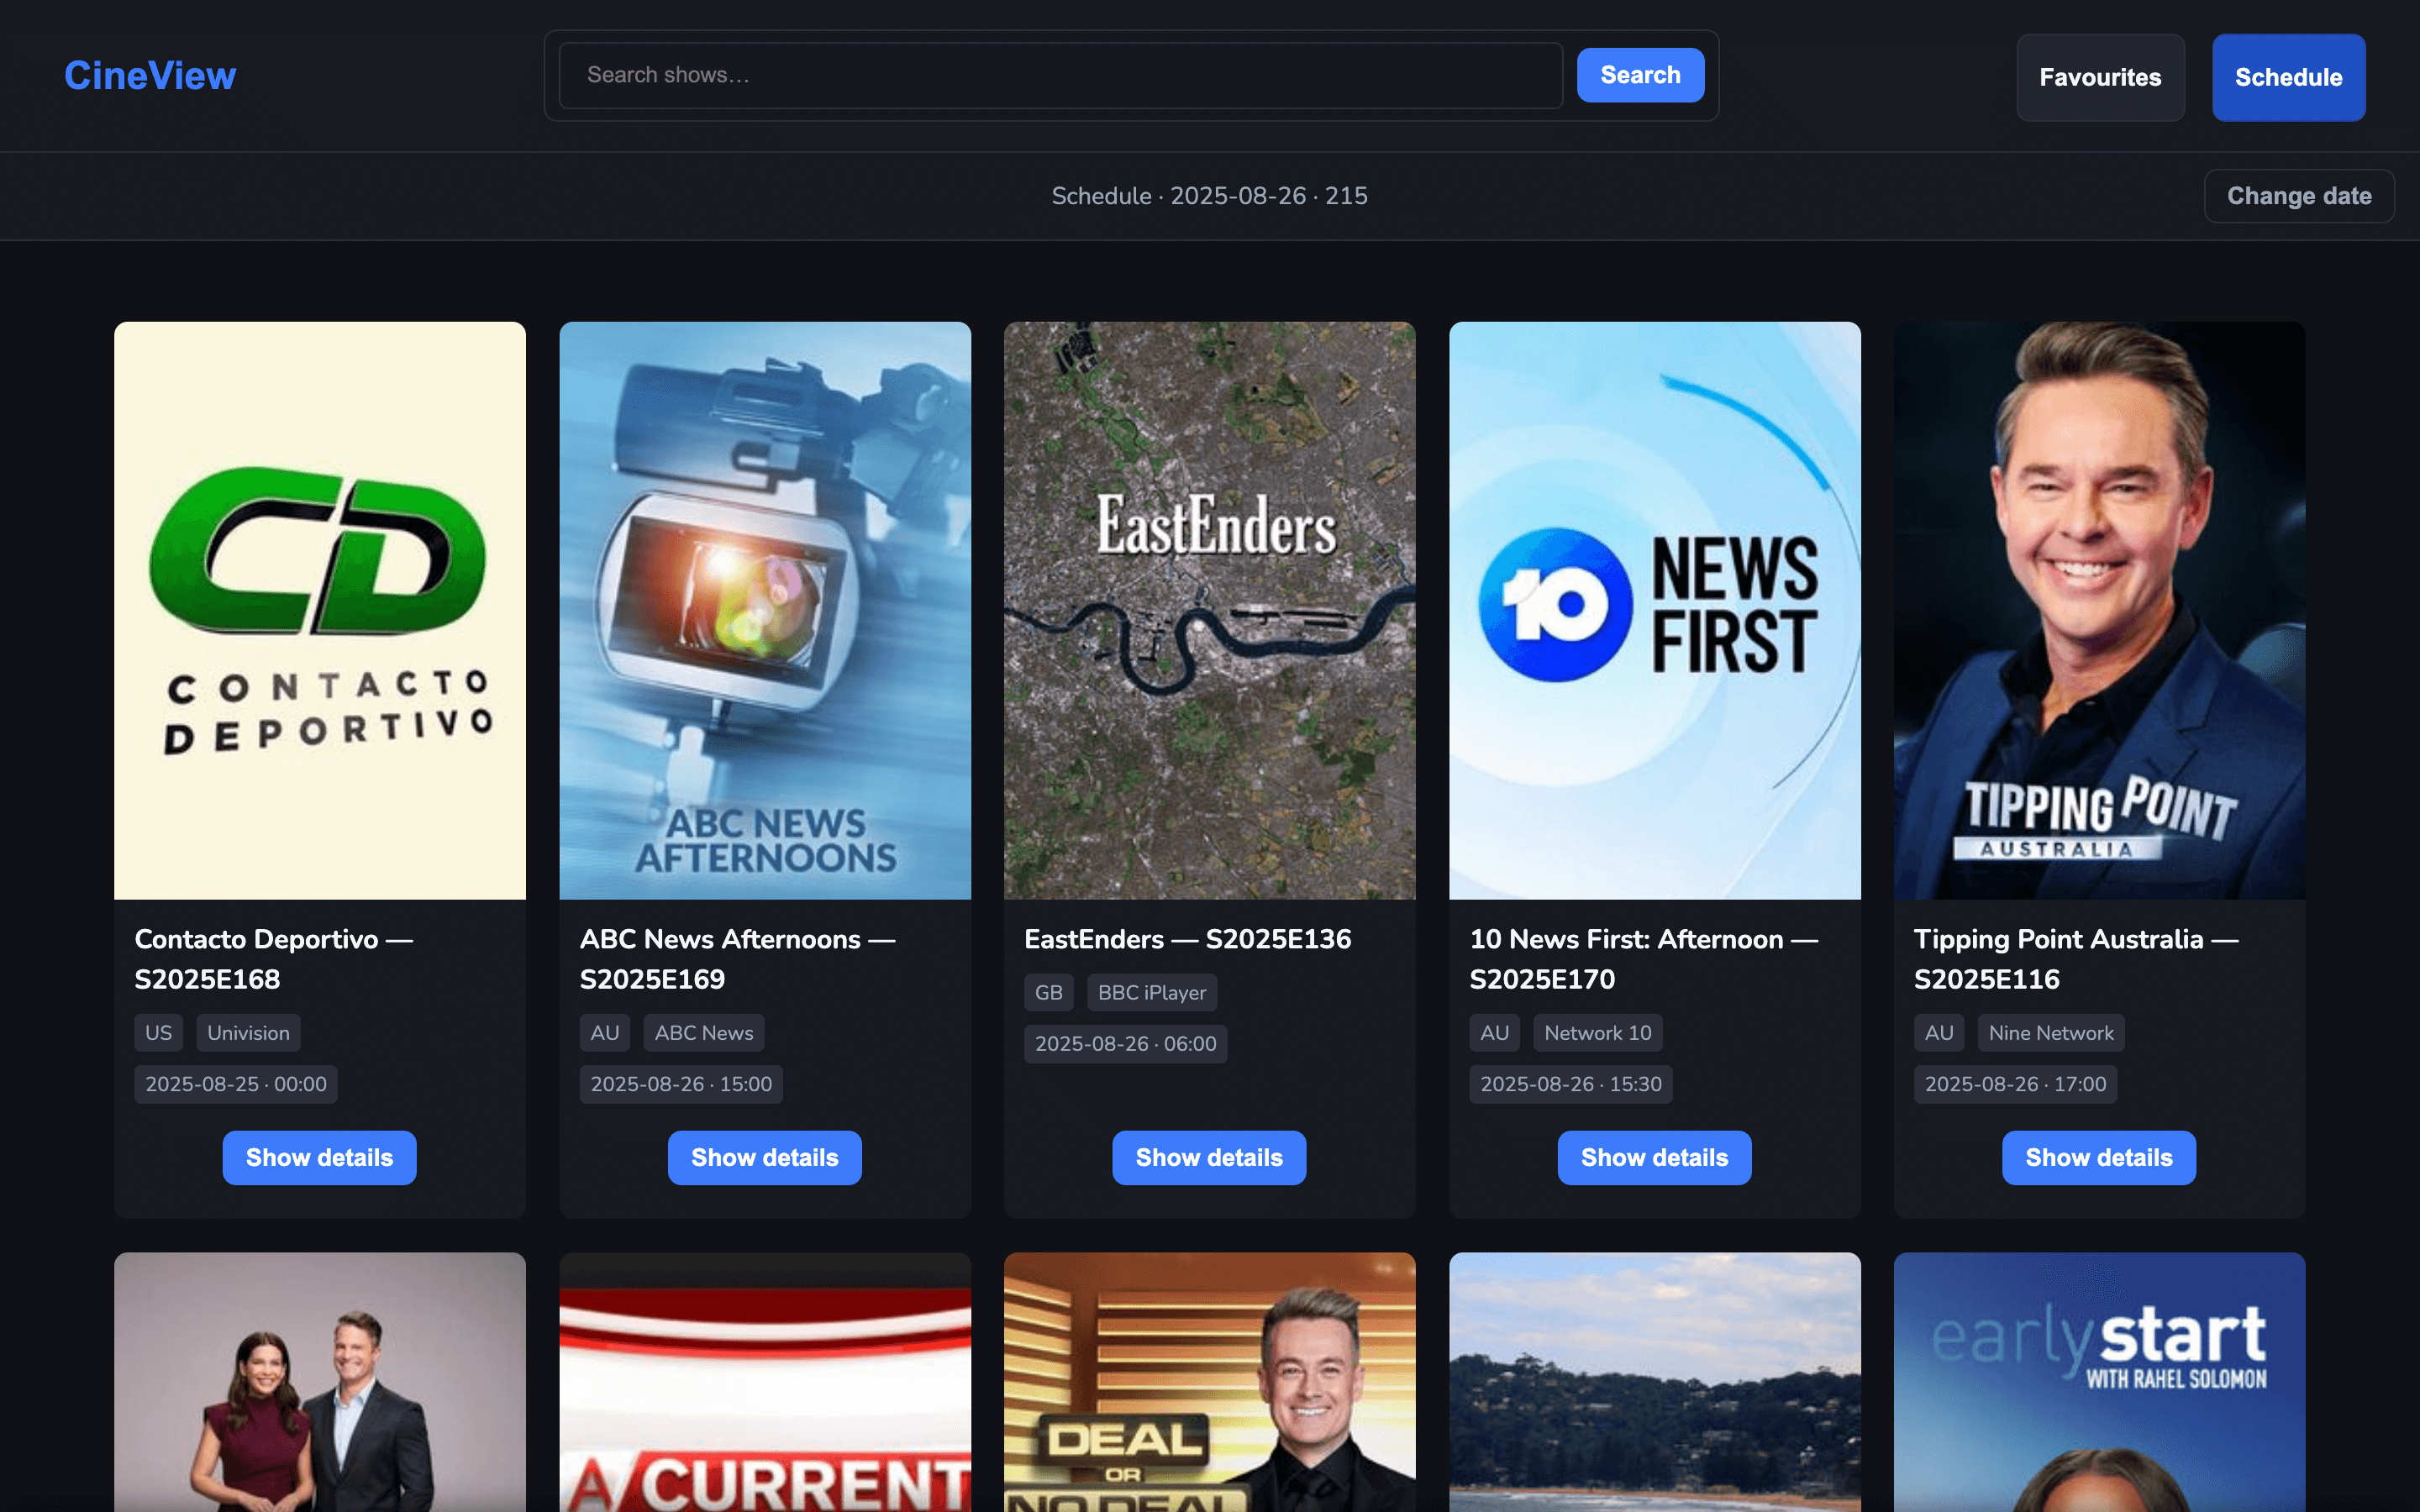 CineView
Search shows...
Search
Favourites
Schedule
Schedule · 2025-08-26 · 215
Change date
CD
CONTACTO
DEPORTIVO
ABC NEWS
AFTERNOONS
EastEnders
10 NEWS
FIRST
TIPPING POINT
AUSTRALIA
Contacto Deportivo —
S2025E168
US
Univision
2025-08-25 · 00:00
Show details
ABC News Afternoons —
S2025E169
AU
ABC News
2025-08-26 · 15:00
Show details
EastEnders — S2025E136
GB
BBC iPlayer
2025-08-26 · 06:00
Show details
10 News First: Afternoon —
S2025E170
AU
Network 10
2025-08-26 · 15:30
Show details
Tipping Point Australia —
S2025E116
AU
Nine Network
2025-08-26 · 17:00
Show details
A/CURRENT
DEAL
OR
NO DEAL
earlystart
WITH RAHEL SOLOMON